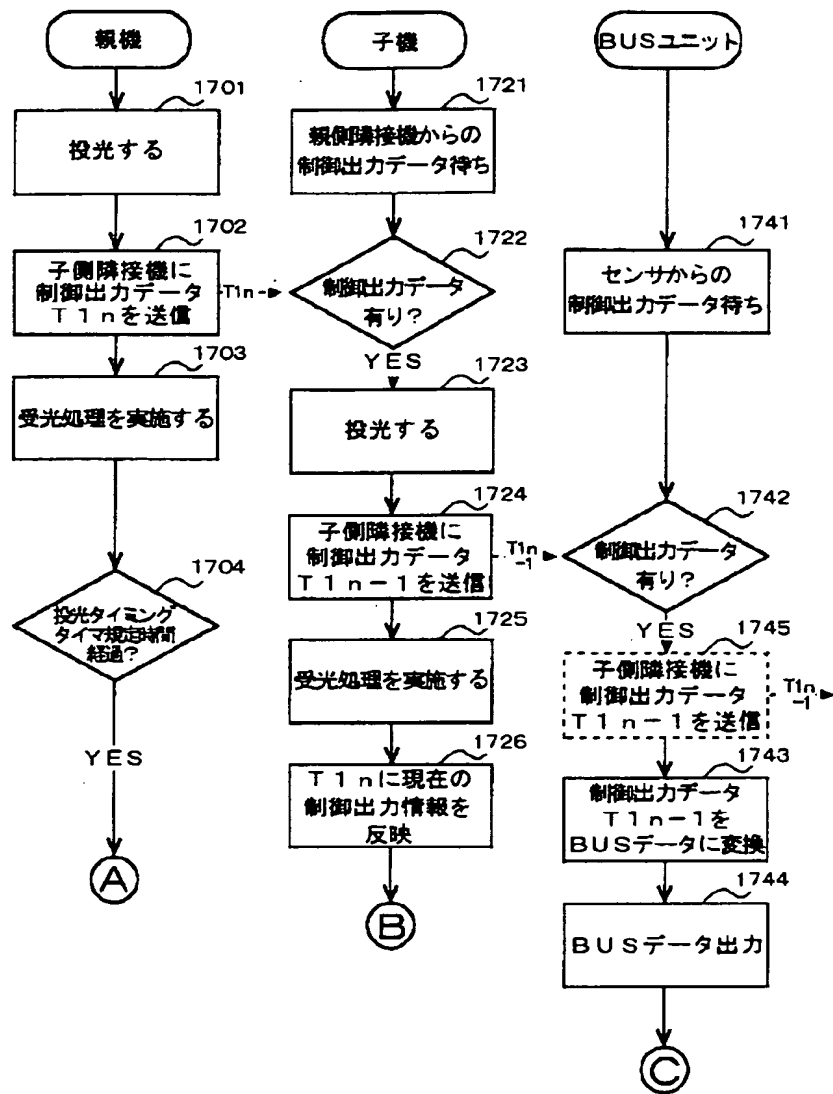 親機
1701
投光する
1702
子側隣接機に
制御出力データ
T1nを送信
T1n
1703
受光処理を実施する
1704
投光タイミング
タイマ規定時間
経過?
YES
A
子機
1721
親側隣接機からの
制御出力データ待ち
1722
制御出力データ
有り?
YES
1723
投光する
1724
子側隣接機に
制御出力データ
T1n-1を送信
T1n
-1
1725
受光処理を実施する
1726
T1nに現在の
制御出力情報を
反映
B
BUSユニット
1741
センサからの
制御出力データ待ち
1742
制御出力データ
有り?
YES
1745
子側隣接機に
制御出力データ
T1n-1を送信
T1n
-1
1743
制御出力データ
T1n-1を
BUSデータに変換
1744
BUSデータ出力
C